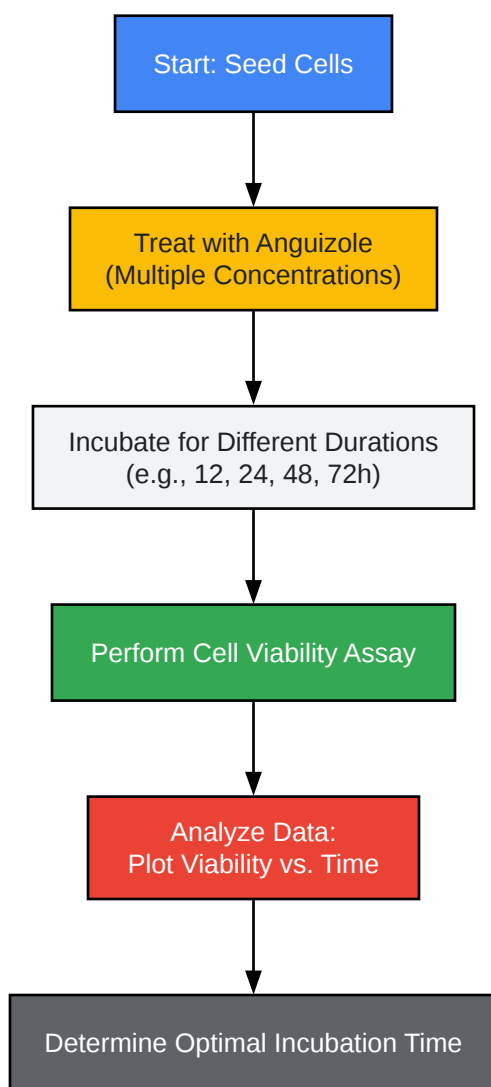 Start: Seed Cells
Treat with Anguizole
(Multiple Concentrations)
Incubate for Different Durations
(e.g., 12, 24, 48, 72h)
Perform Cell Viability Assay
Analyze Data:
Plot Viability vs. Time
Determine Optimal Incubation Time